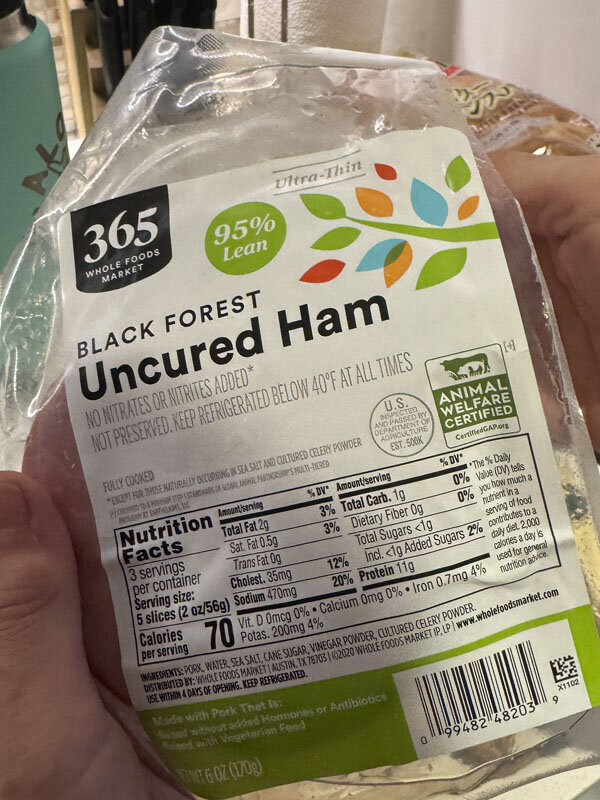 Ultra-Thin
365
WHOLE FOODS
MARKET
95%
Lean
BLACK FOREST
Uncured Ham
NO NITRATES OR NITRITES ADDED*
NOT PRESERVED. KEEP REFRIGERATED BELOW 40°F AT ALL TIMES
U.S.
INSPECTED
AND PASSED BY
DEPARTMENT OF
AGRICULTURE
EST. 500K
[+]
ANIMAL
WELFARE
CERTIFIED
CertifiedGAP.org
FULLY COOKED
*EXCEPT FOR THOSE NATURALLY OCCURRING IN SEA SALT AND CULTURED CELERY POWDER
Nutrition
Facts
3 servings
per container
Serving size:
5 slices (2 oz/56g)
Calories
per serving
70
Amount/serving % DV*
Total Fat 2g 3%
Sat. Fat 0.5g 3%
Trans Fat 0g
Cholest. 35mg 12%
Sodium 470mg 20%
Amount/serving % DV*
Total Carb. 1g 0%
Dietary Fiber 0g 0%
Total Sugars <1g
Incl. <1g Added Sugars 2%
Protein 11g
Vit. D 0mcg 0% • Calcium 0mg 0% • Iron 0.7mg 4%
Potas. 200mg 4%
*The % Daily
Value (DV) tells
you how much a
nutrient in a
serving of food
contributes to a
daily diet. 2,000
calories a day is
used for general
nutrition advice.
INGREDIENTS: PORK, WATER, SEA SALT, CANE SUGAR, VINEGAR POWDER, CULTURED CELERY POWDER.
DISTRIBUTED BY: WHOLE FOODS MARKET | AUSTIN, TX 78703 | ©2020 WHOLE FOODS MARKET IP, LP | www.wholefoodsmarket.com
USE WITHIN 4 DAYS OF OPENING. KEEP REFRIGERATED.
Made with Pork That Is:
Raised without added Hormones or Antibiotics
Raised with Vegetarian Feed
NET WT 6 OZ (170g)
0 99482 48203 9
X1102